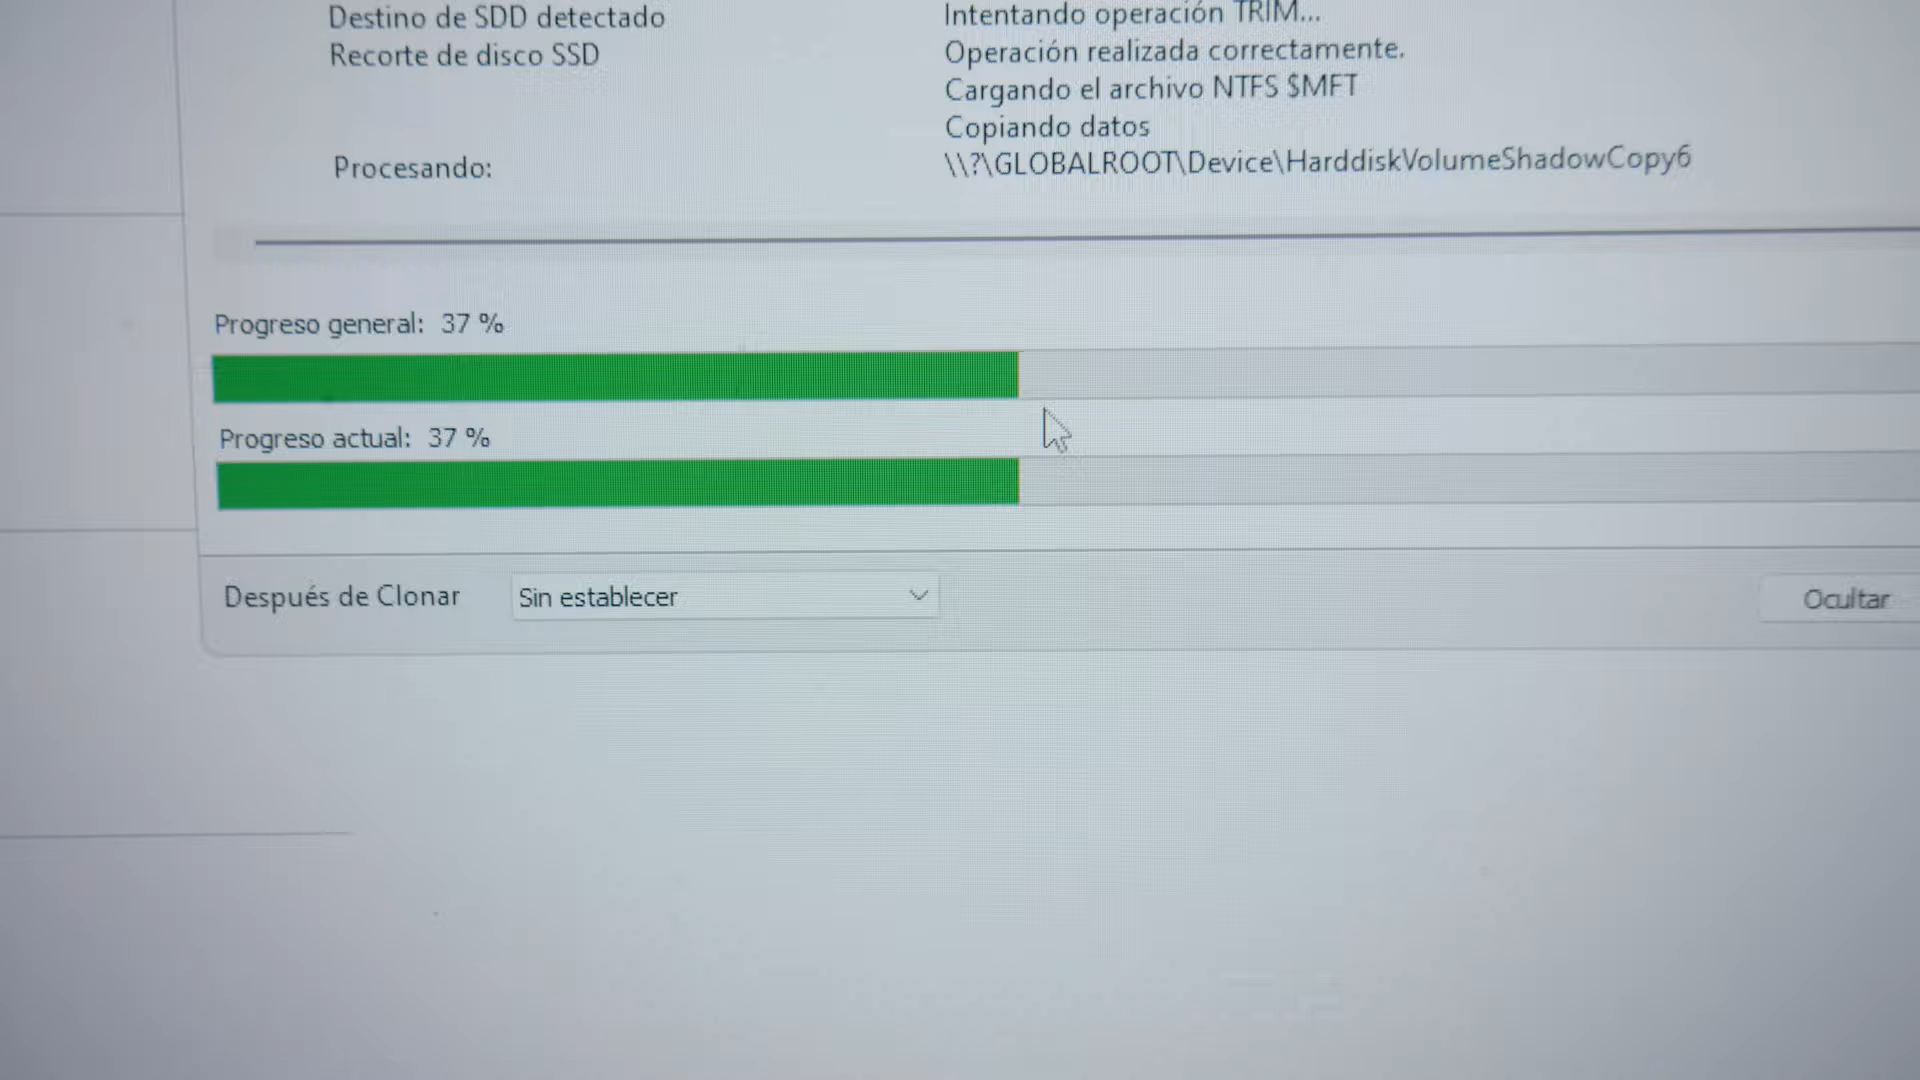 Destino de SDD detectado Intentando operación TRIM...
Recorte de disco SSD Operación realizada correctamente.
Cargando el archivo NTFS $MFT
Copiando datos
Procesando: \\?\GLOBALROOT\Device\HarddiskVolumeShadowCopy6
Progreso general: 37 %
Progreso actual: 37 %
Después de Clonar Sin establecer Ocultar